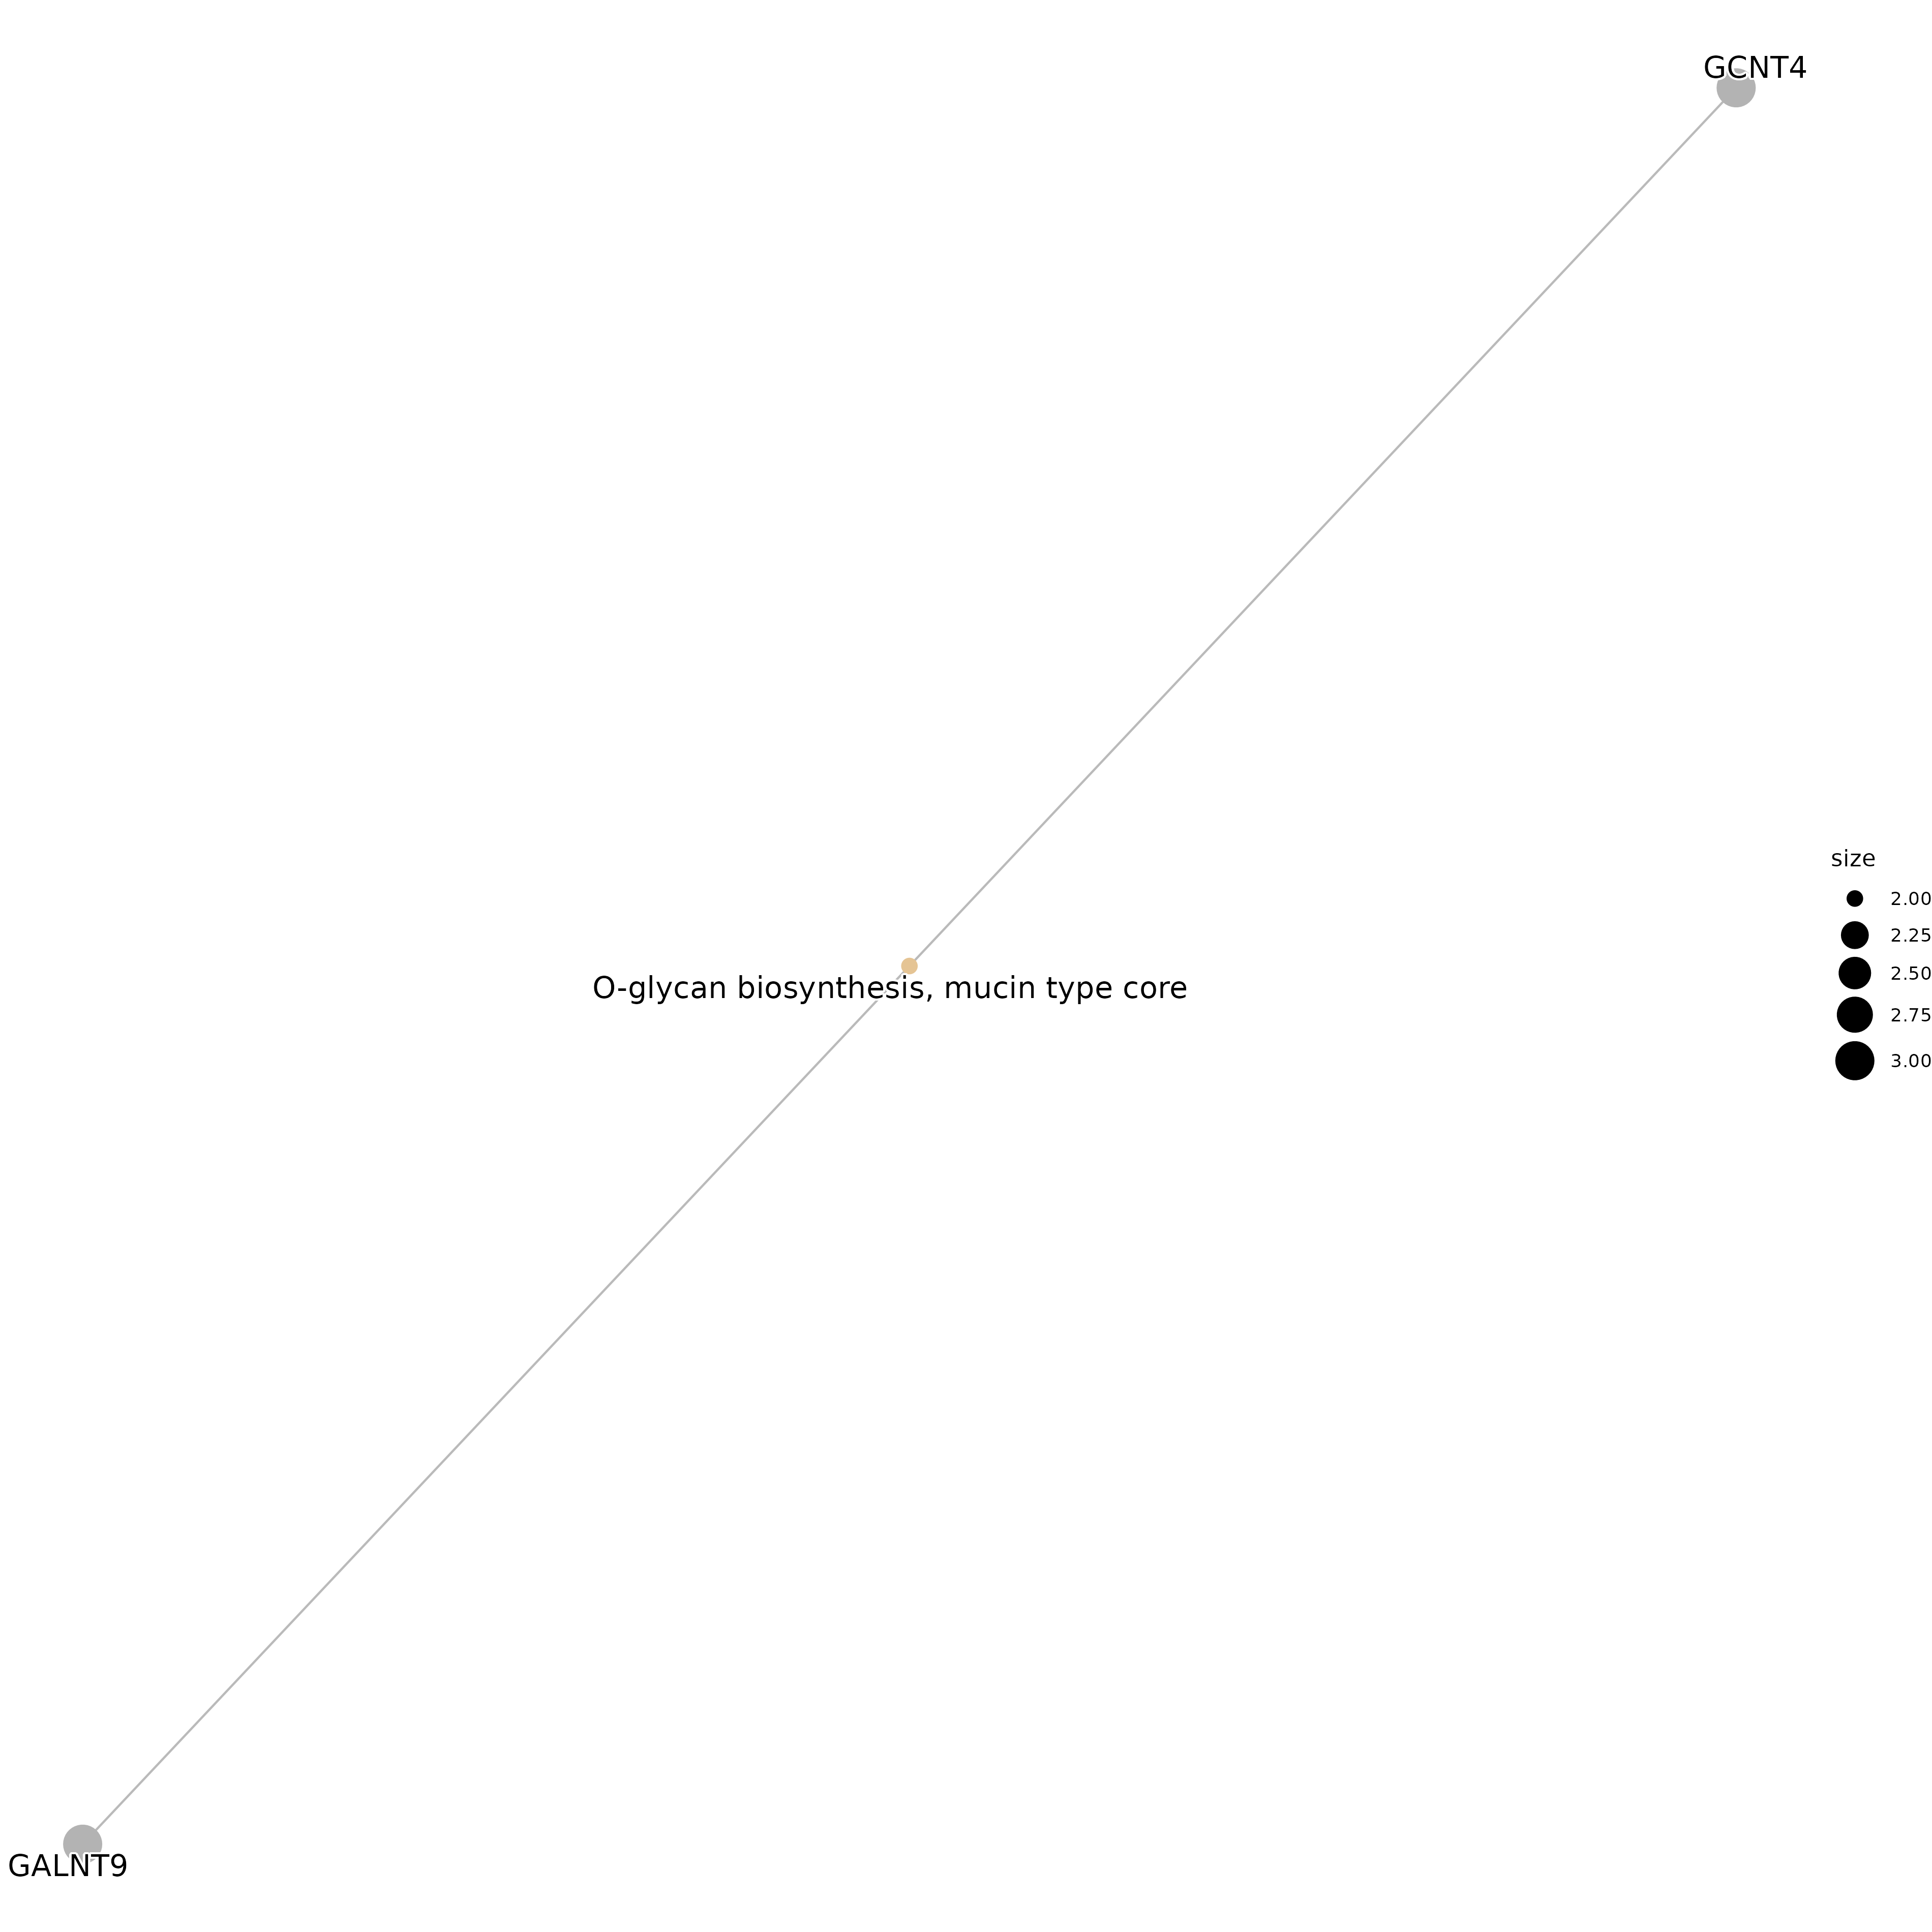 GCNT4
size
2.00
2.25
O-glycan biosynthesis, mucin type core
2.50
2.75
3.00
GALNT9